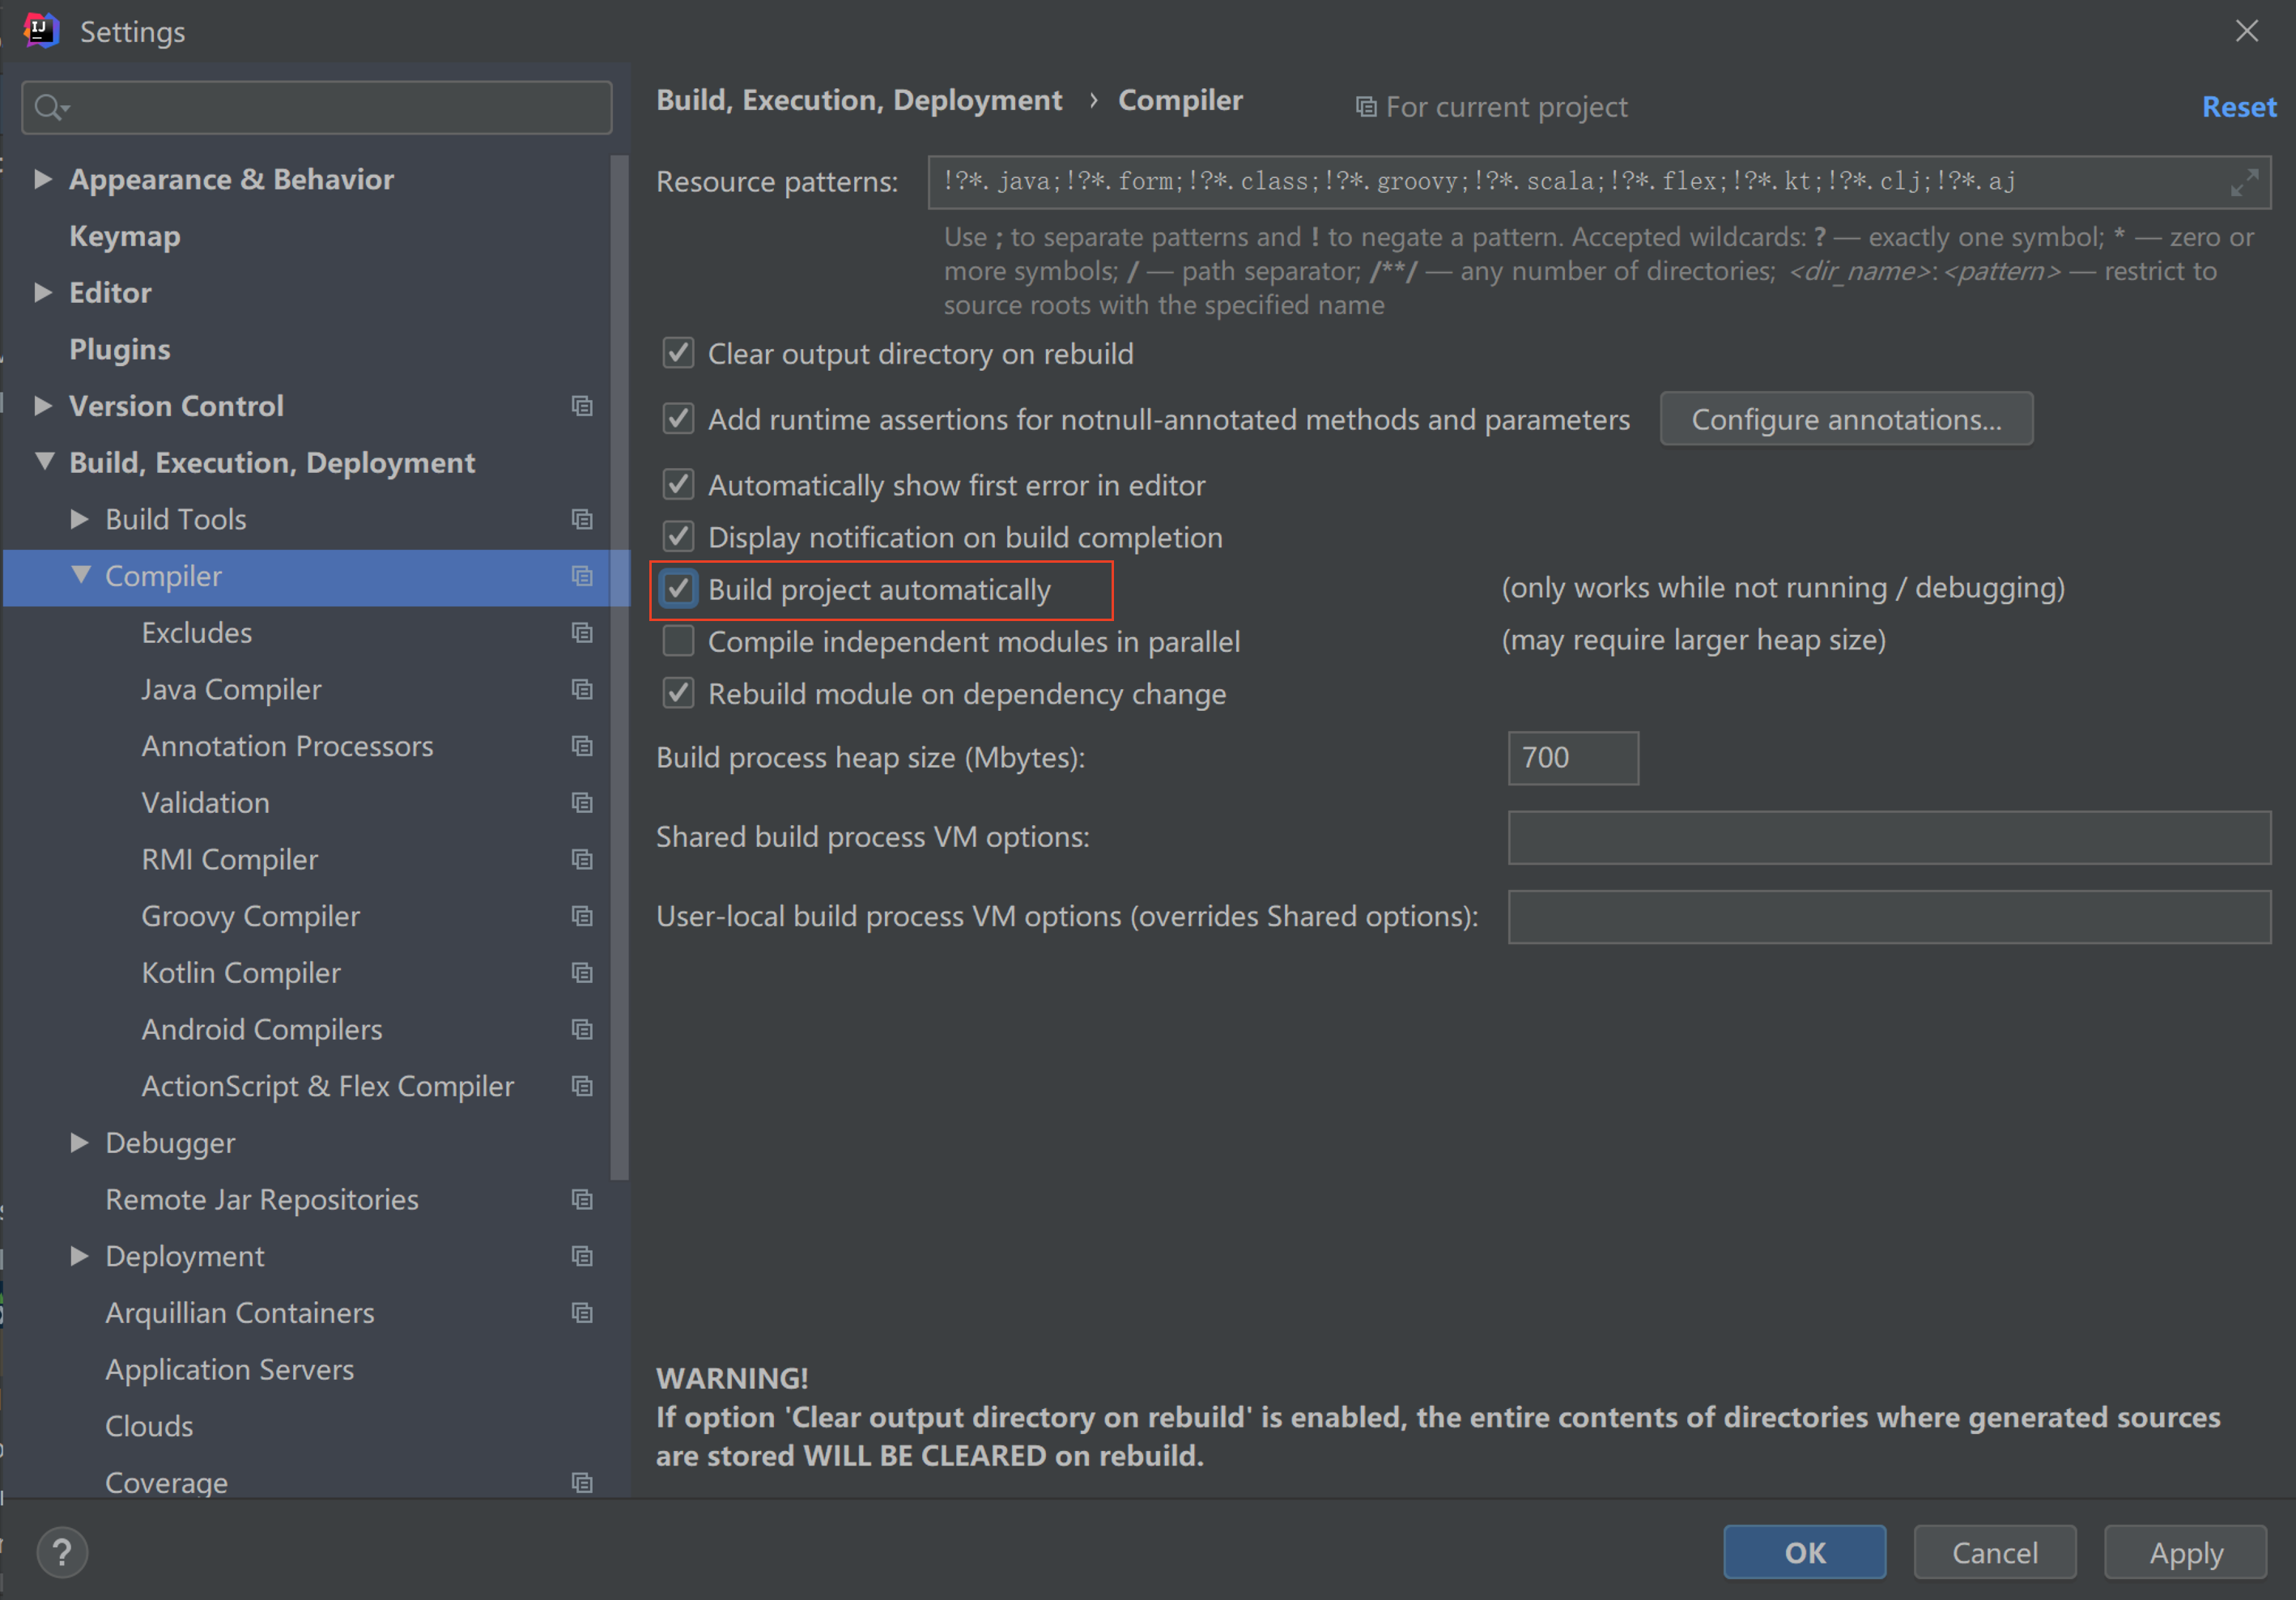 Settings
Appearance & Behavior
Keymap
Editor
Plugins
Version Control
Build, Execution, Deployment
Build Tools
Compiler
Excludes
Java Compiler
Annotation Processors
Validation
RMI Compiler
Groovy Compiler
Kotlin Compiler
Android Compilers
ActionScript & Flex Compiler
Debugger
Remote Jar Repositories
Deployment
Arquillian Containers
Application Servers
Clouds
Coverage
Build, Execution, Deployment › Compiler For current project Reset
Resource patterns: !?*.java;!?*.form;!?*.class;!?*.groovy;!?*.scala;!?*.flex;!?*.kt;!?*.clj;!?*.aj
Use ; to separate patterns and ! to negate a pattern. Accepted wildcards: ? — exactly one symbol; * — zero or
more symbols; / — path separator; /**/ — any number of directories; <dir_name>:<pattern> — restrict to
source roots with the specified name
Clear output directory on rebuild
Add runtime assertions for notnull-annotated methods and parameters Configure annotations...
Automatically show first error in editor
Display notification on build completion
Build project automatically (only works while not running / debugging)
Compile independent modules in parallel (may require larger heap size)
Rebuild module on dependency change
Build process heap size (Mbytes): 700
Shared build process VM options:
User-local build process VM options (overrides Shared options):
WARNING!
If option 'Clear output directory on rebuild' is enabled, the entire contents of directories where generated sources
are stored WILL BE CLEARED on rebuild.
? OK Cancel Apply